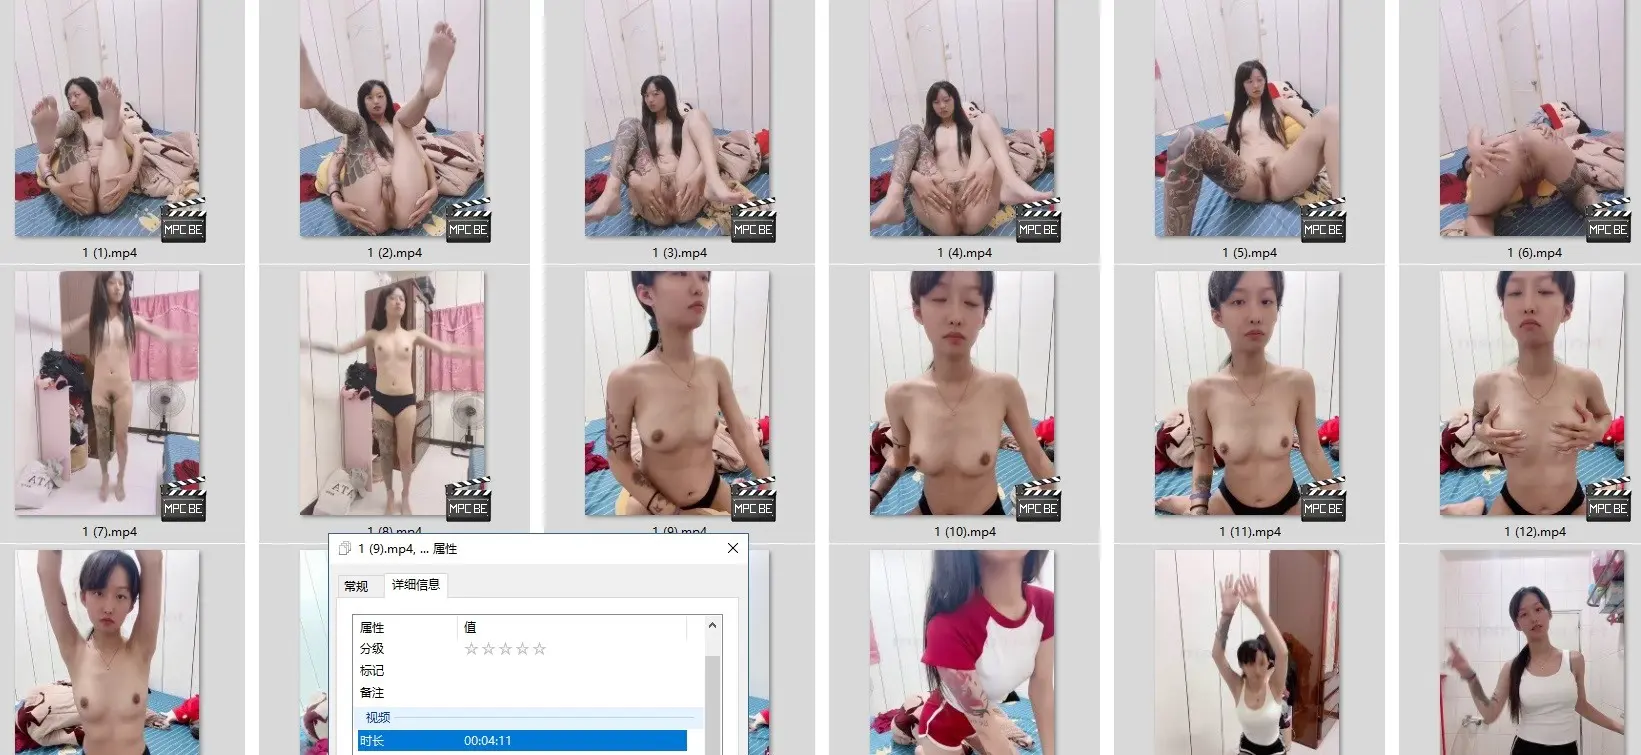 MPC BE
MPC BE
MPC BE
MPC BE
MPC BE
MPC BE
1 (1).mp4
1 (2).mp4
1 (3).mp4
1 (4).mp4
1 (5).mp4
1 (6).mp4
ATA
ATA
MPC BE
MPC BE
MPC BE
MPC BE
MPC BE
MPC BE
1 (7).mp4
1 (8).mp4
1 (9).mp4
1 (10).mp4
1 (11).mp4
1 (12).mp4
1 (9).mp4, ... 属性
常规
详细信息
属性
值
分级
☆☆☆☆☆
标记
备注
视频
时长
00:04:11